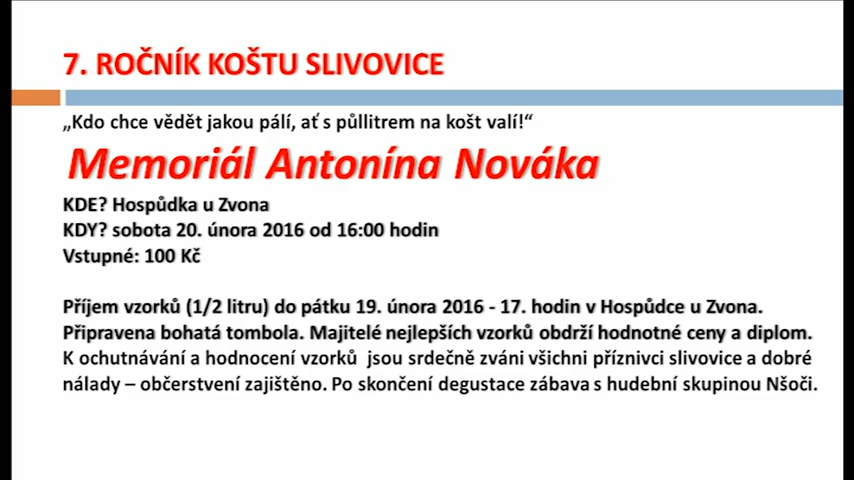 7. ROČNÍK KOŠTU SLIVOVICE
„Kdo chce vědět jakou pálí, ať s půllitrem na košt valí!“
Memoriál Antonína Nováka
KDE? Hospůdka u Zvona
KDY? sobota 20. února 2016 od 16:00 hodin
Vstupné: 100 Kč
Příjem vzorků (1/2 litru) do pátku 19. února 2016 - 17. hodin v Hospůdce u Zvona.
Připravena bohatá tombola. Majitelé nejlepších vzorků obdrží hodnotné ceny a diplom.
K ochutnávání a hodnocení vzorků jsou srdečně zváni všichni příznivci slivovice a dobré
nálady – občerstvení zajištěno. Po skončení degustace zábava s hudební skupinou Nšoči.